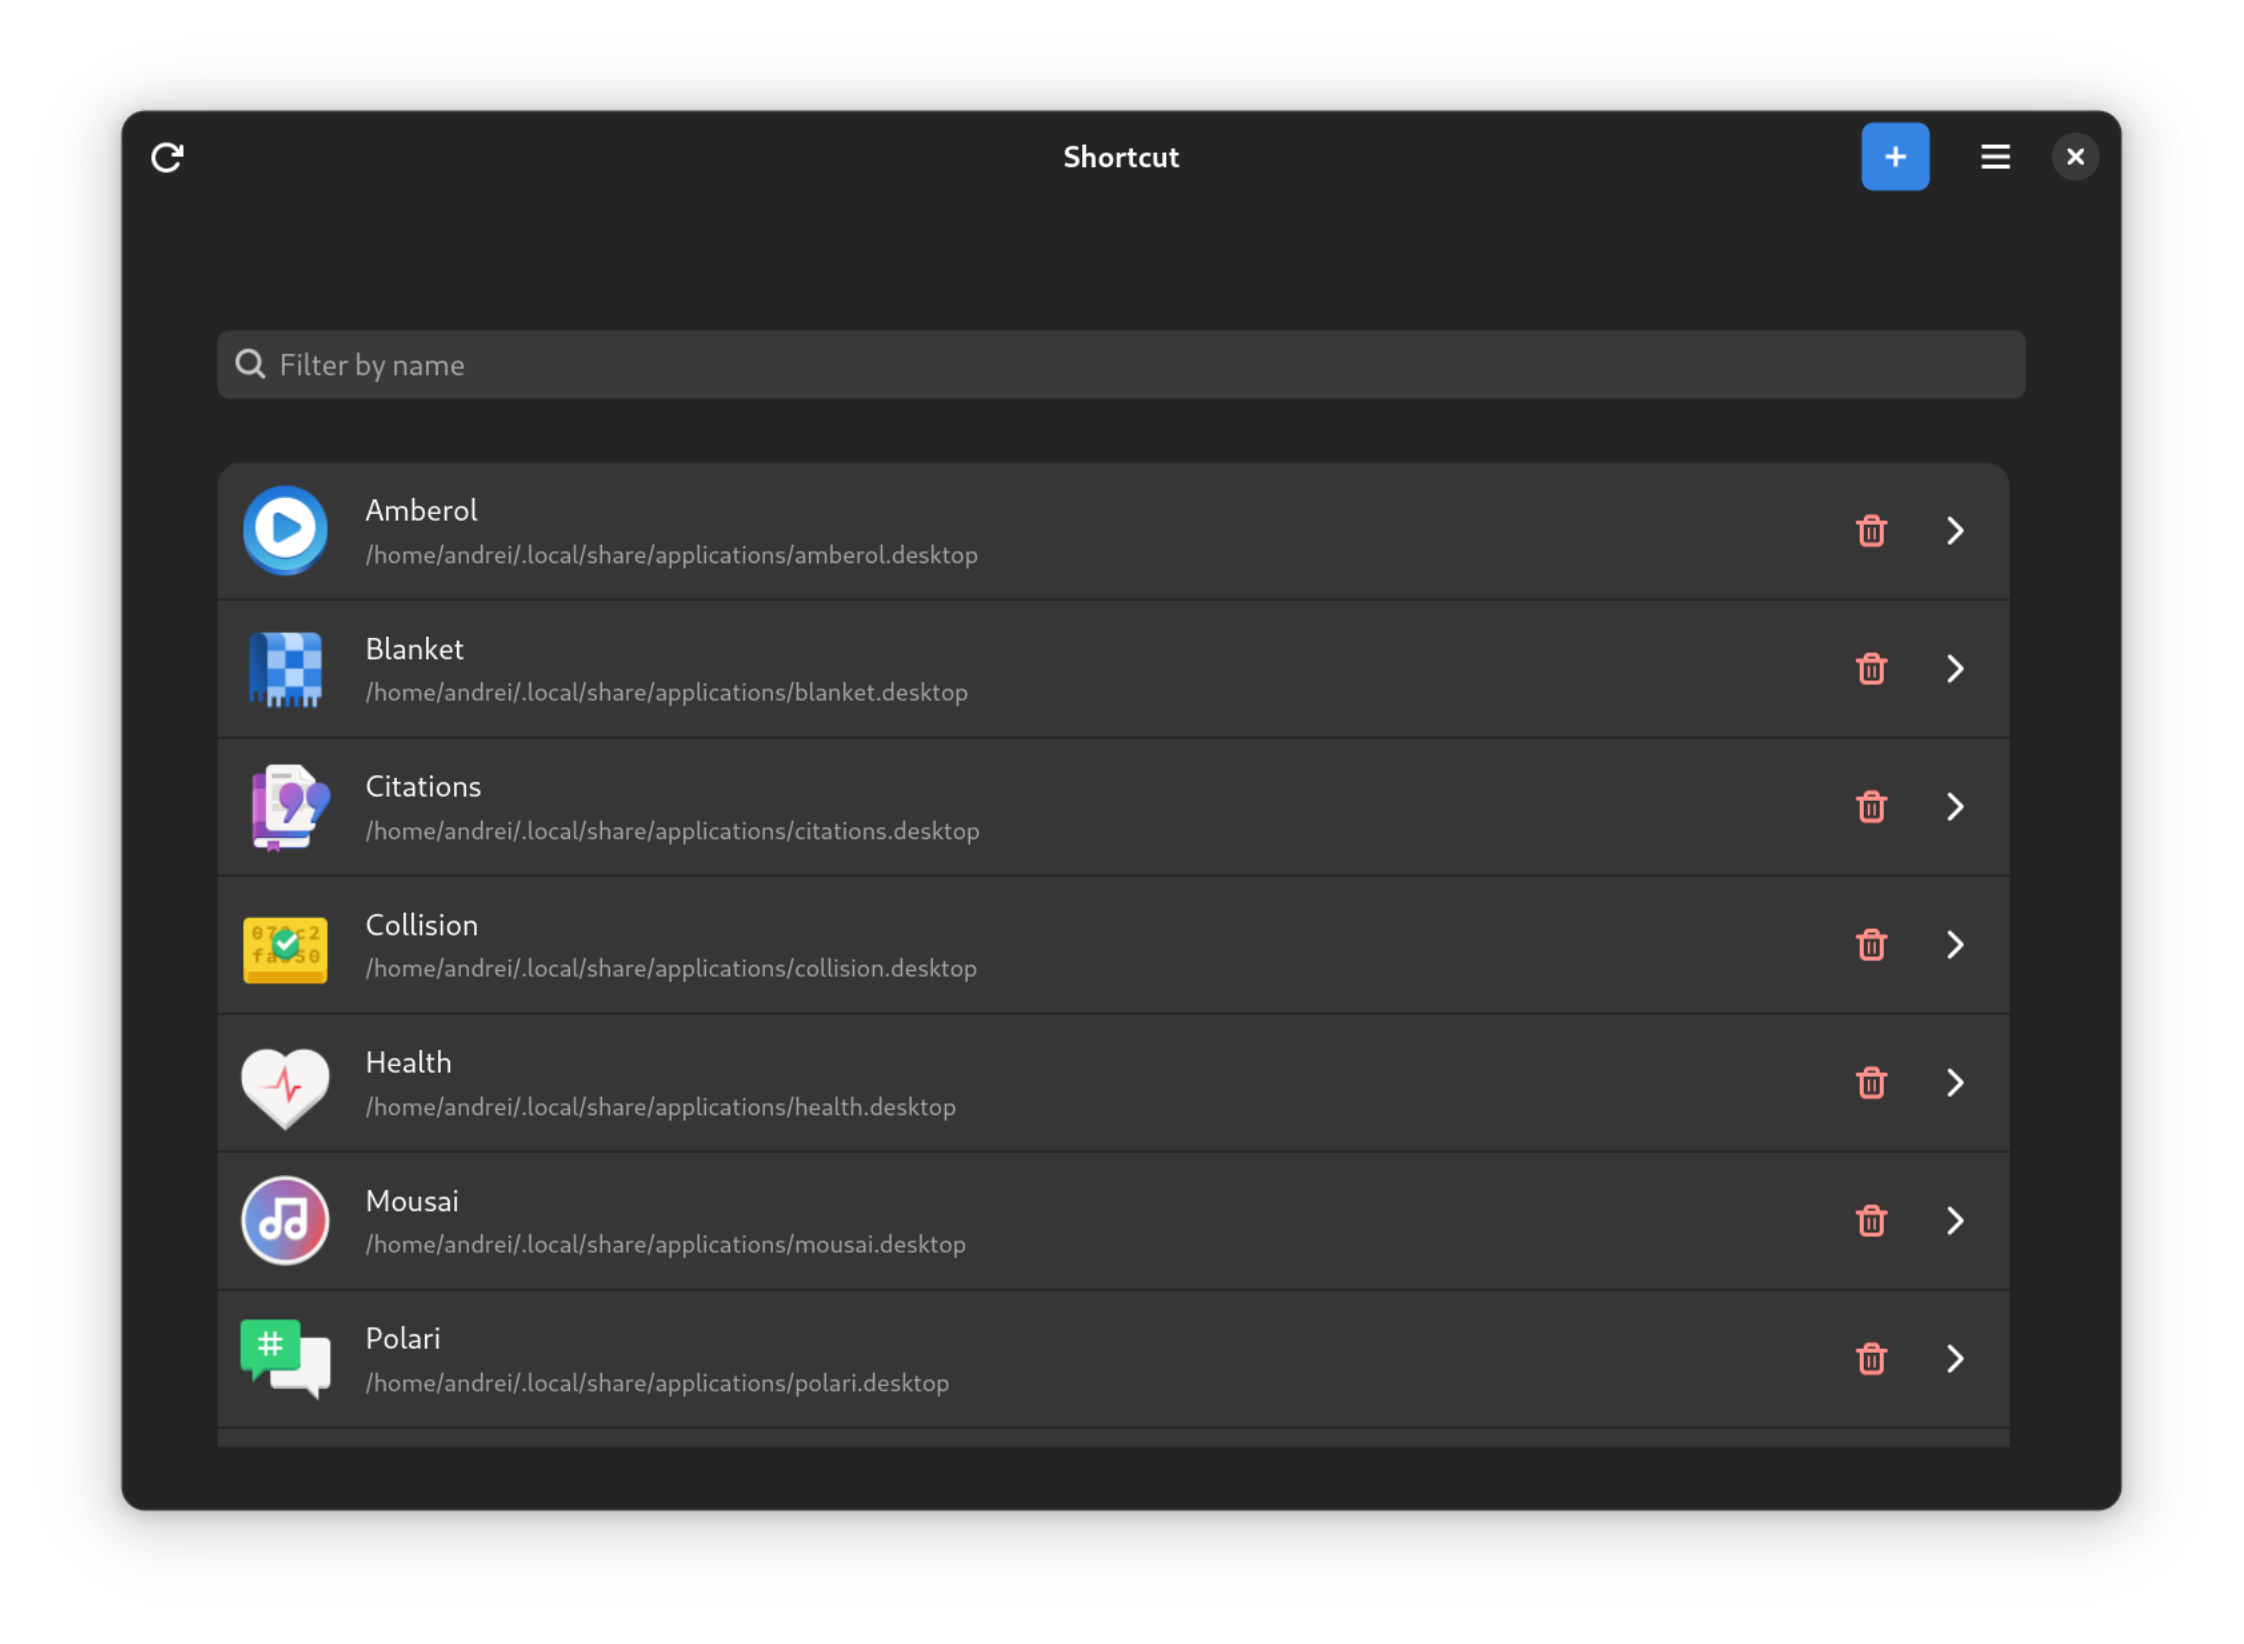 Shortcut
Filter by name
Amberol
/home/andrei/.local/share/applications/amberol.desktop
Blanket
/home/andrei/.local/share/applications/blanket.desktop
Citations
/home/andrei/.local/share/applications/citations.desktop
Collision
/home/andrei/.local/share/applications/collision.desktop
Health
/home/andrei/.local/share/applications/health.desktop
Mousai
/home/andrei/.local/share/applications/mousai.desktop
#
Polari
/home/andrei/.local/share/applications/polari.desktop